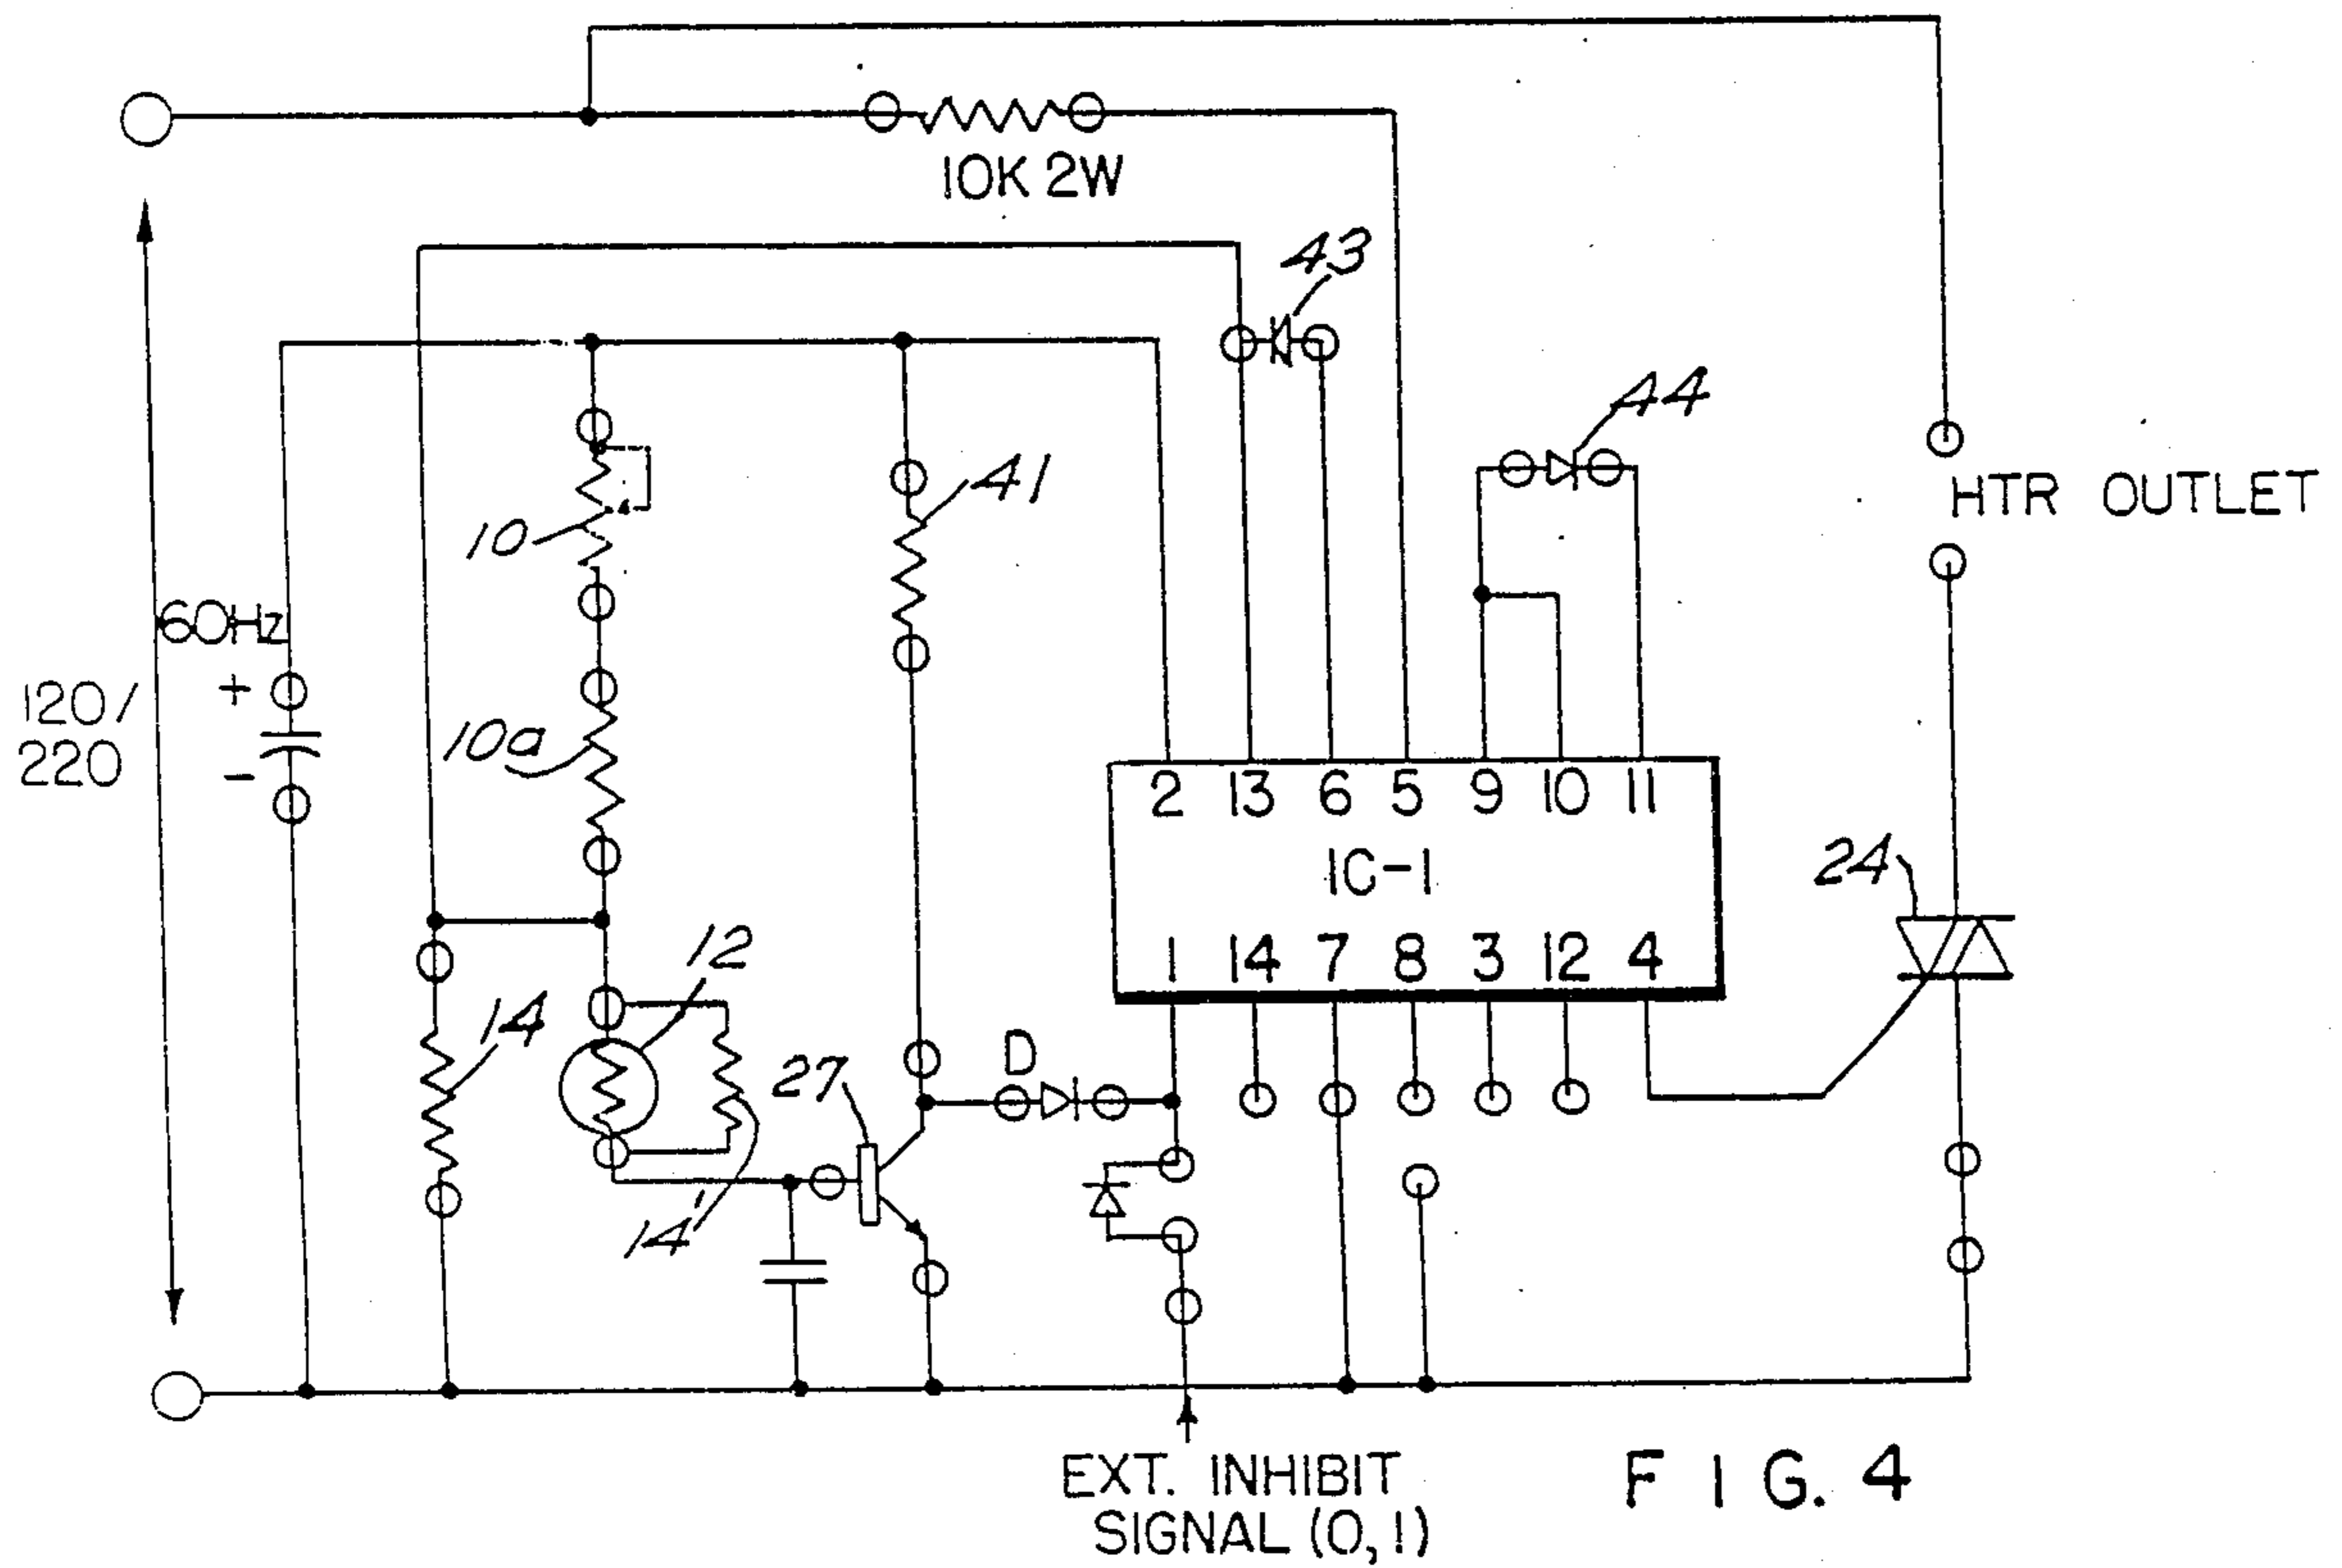 10K 2W
43
44
HTR OUTLET
10
41
60Hz
+
120/
220
-
10a
2 13 6 5 9 10 11
IC-1
24
1 14 7 8 3 12 4
12
14
27
D
14'
EXT. INHIBIT
SIGNAL (0,1)
FIG. 4